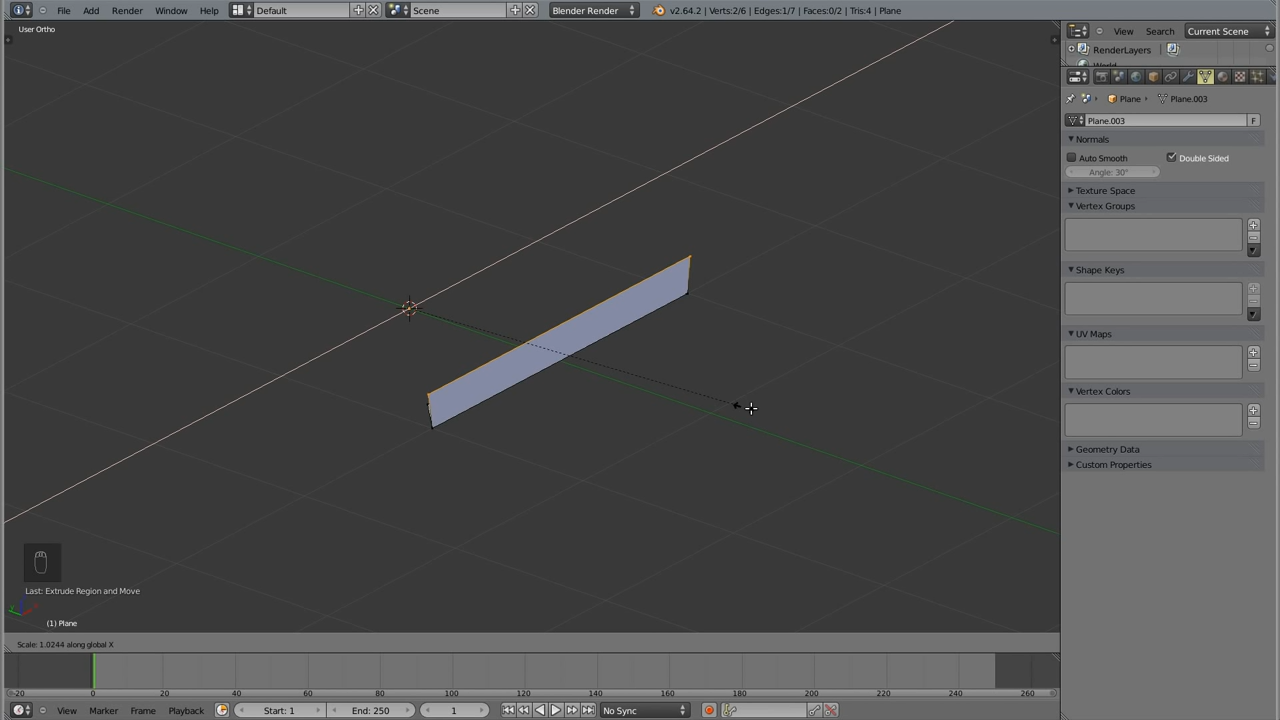 File Add Render Window Help Default Scene Blender Render v2.64.2 | Verts:2/6 | Edges:1/7 | Faces:0/2 | Tris:4 | Plane
User Ortho
View Search Current Scene
RenderLayers
World
Plane Plane.003
Plane.003 F
Normals
Auto Smooth Double Sided
Angle: 30°
Texture Space
Vertex Groups
Shape Keys
UV Maps
Vertex Colors
Geometry Data
Custom Properties
Last: Extrude Region and Move
(1) Plane
Scale: 1.0244 along global X
-20 0 20 40 60 80 100 120 140 160 180 200 220 240 260
View Marker Frame Playback Start: 1 End: 250 1 No Sync